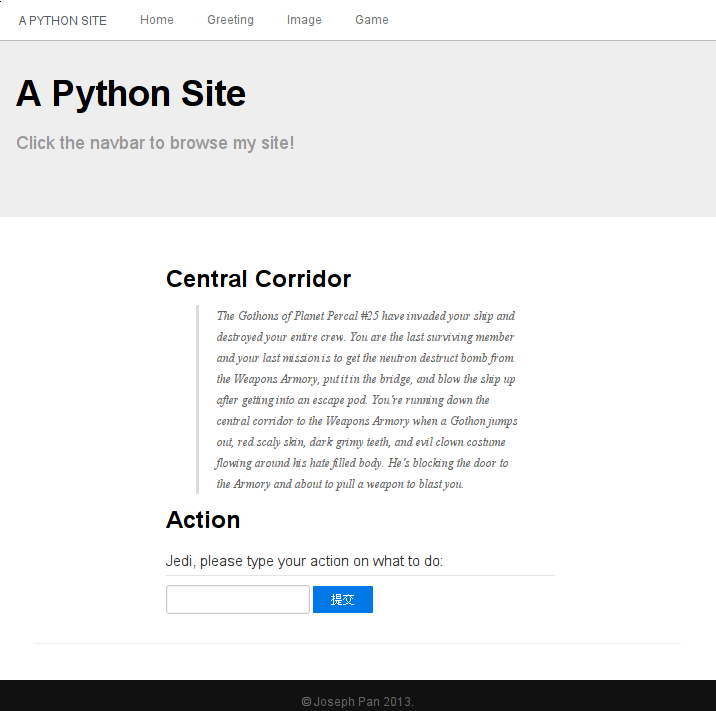 A PYTHON SITE Home Greeting Image Game
A Python Site
Click the navbar to browse my site!
Central Corridor
The Gothons of Planet Percal #25 have invaded your ship and
destroyed your entire crew. You are the last surviving member
and your last mission is to get the neutron destruct bomb from
the Weapons Armory, put it in the bridge, and blow the ship up
after getting into an escape pod. You're running down the
central corridor to the Weapons Armory when a Gothon jumps
out, red scaly skin, dark grimy teeth, and evil clown costume
flowing around his hate filled body. He's blocking the door to
the Armory and about to pull a weapon to blast you.
Action
Jedi, please type your action on what to do:
提交
© Joseph Pan 2013.